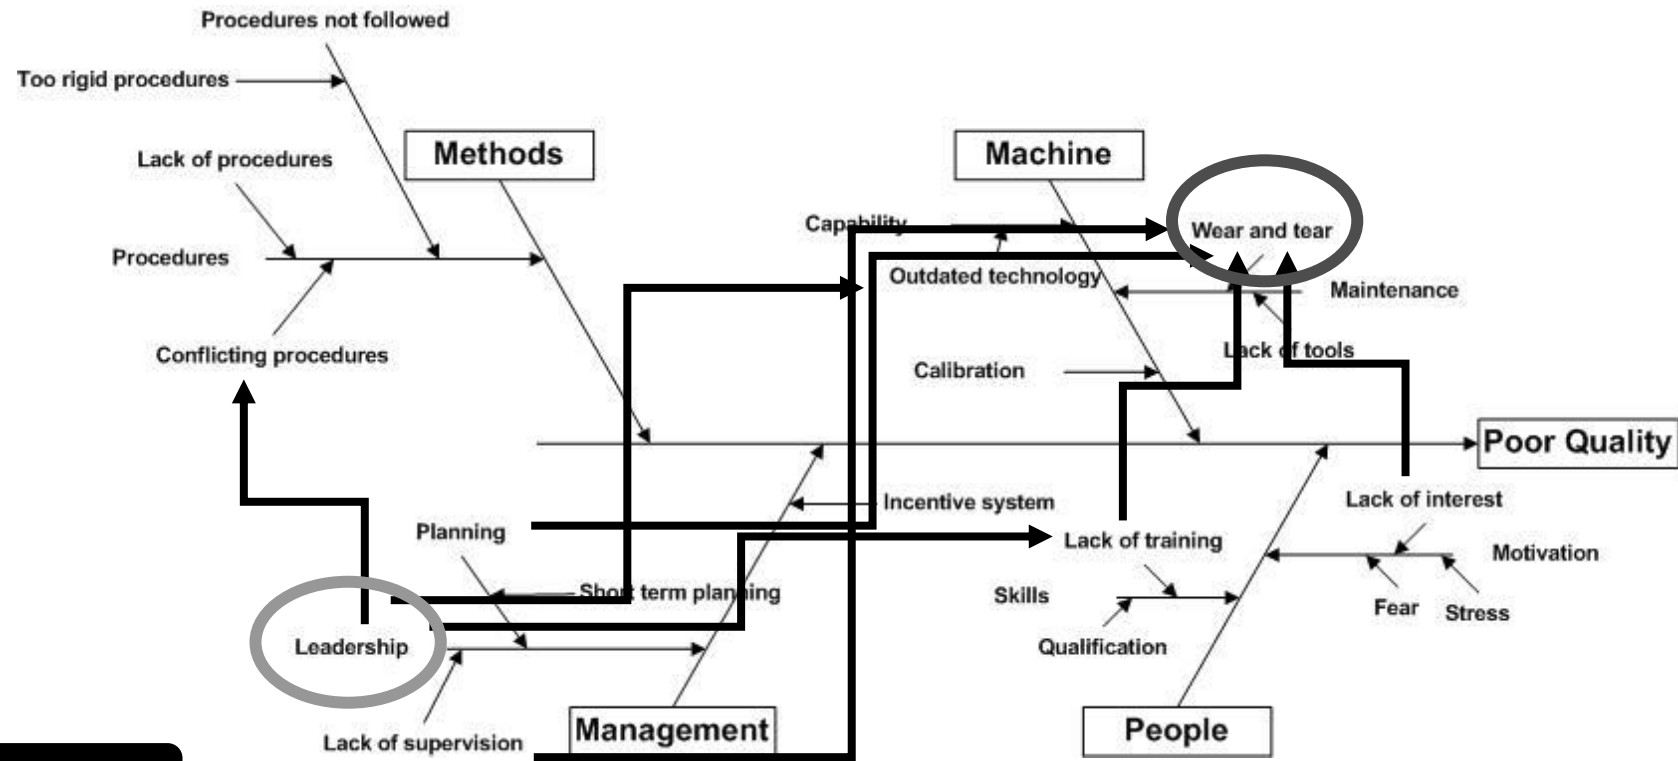 Procedures not followed
Too rigid procedures
Lack of procedures
Methods
Machine
Capability
Wear and tear
Procedures
Outdated technology
Maintenance
Conflicting procedures
Lack of tools
Calibration
Poor Quality
Incentive system
Lack of interest
Planning
Lack of training
Motivation
Short term planning
Skills
Fear
Stress
Leadership
Qualification
Management
People
Lack of supervision